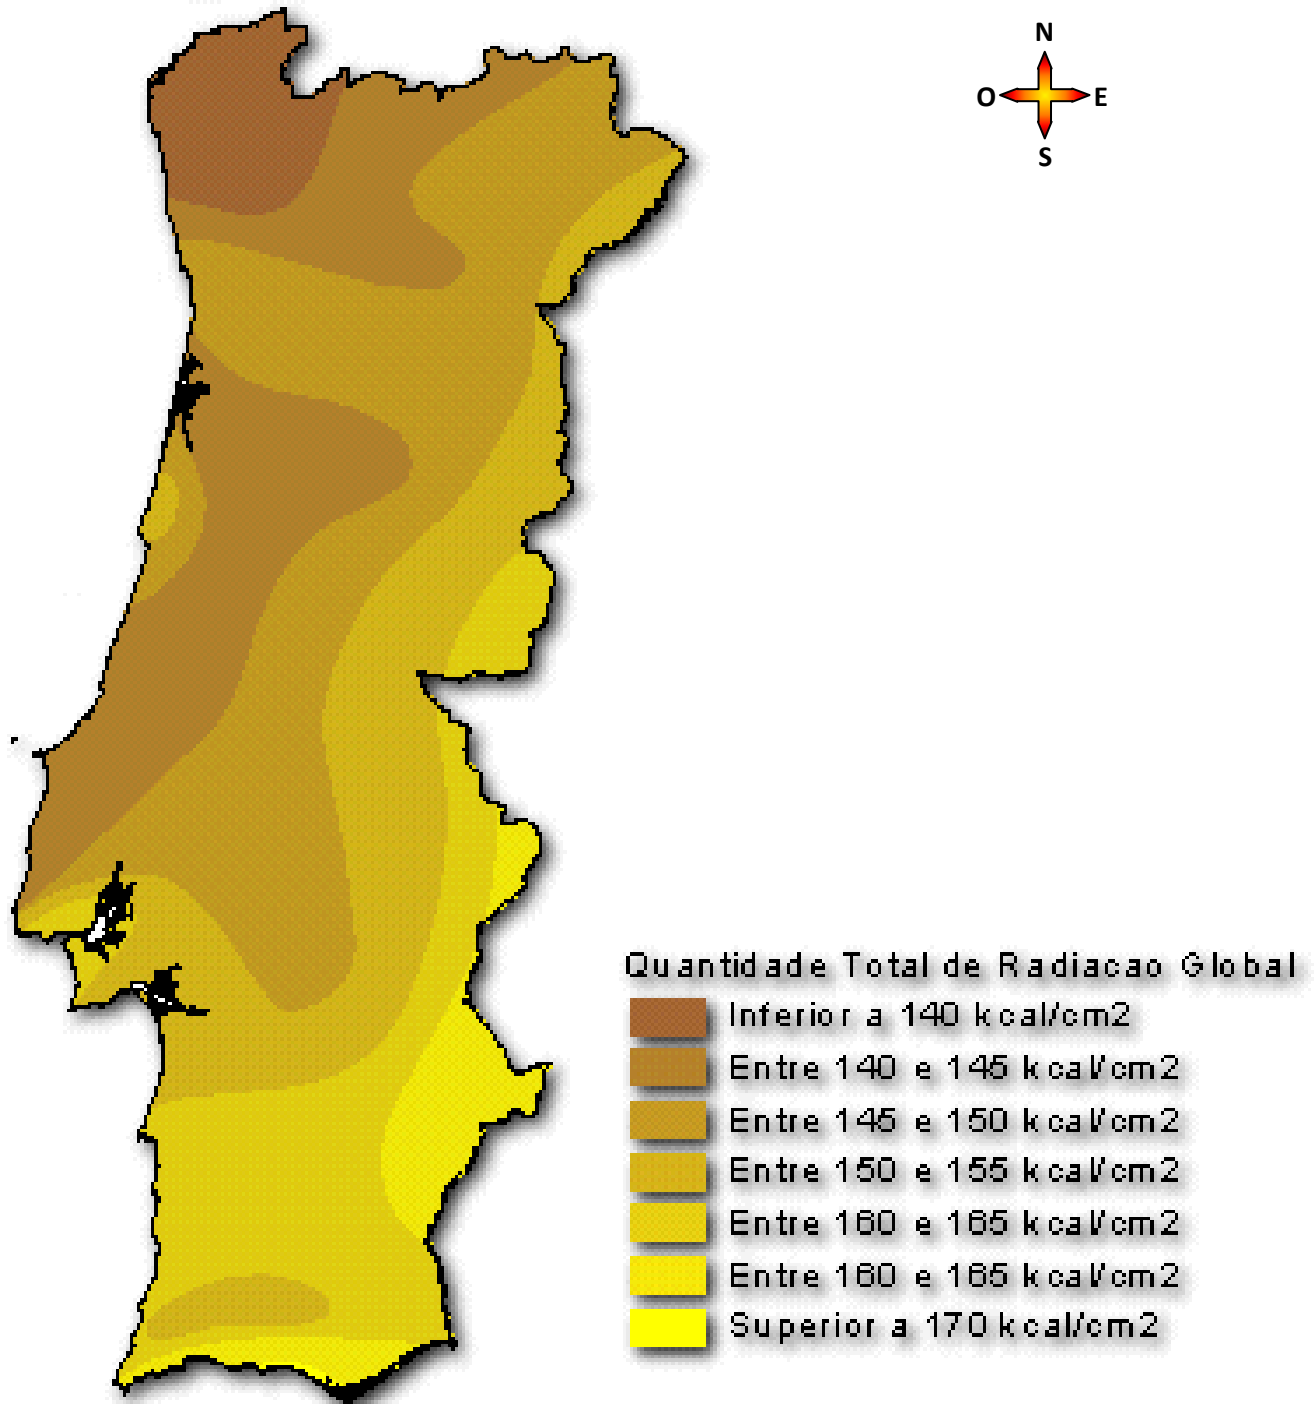 N
O E
S
Quantidade Total de Radiacao Global
Inferior a 140 kcal/cm2
Entre 140 e 145 kcal/cm2
Entre 145 e 150 kcal/cm2
Entre 150 e 155 kcal/cm2
Entre 160 e 165 kcal/cm2
Entre 160 e 165 kcal/cm2
Superior a 170 kcal/cm2